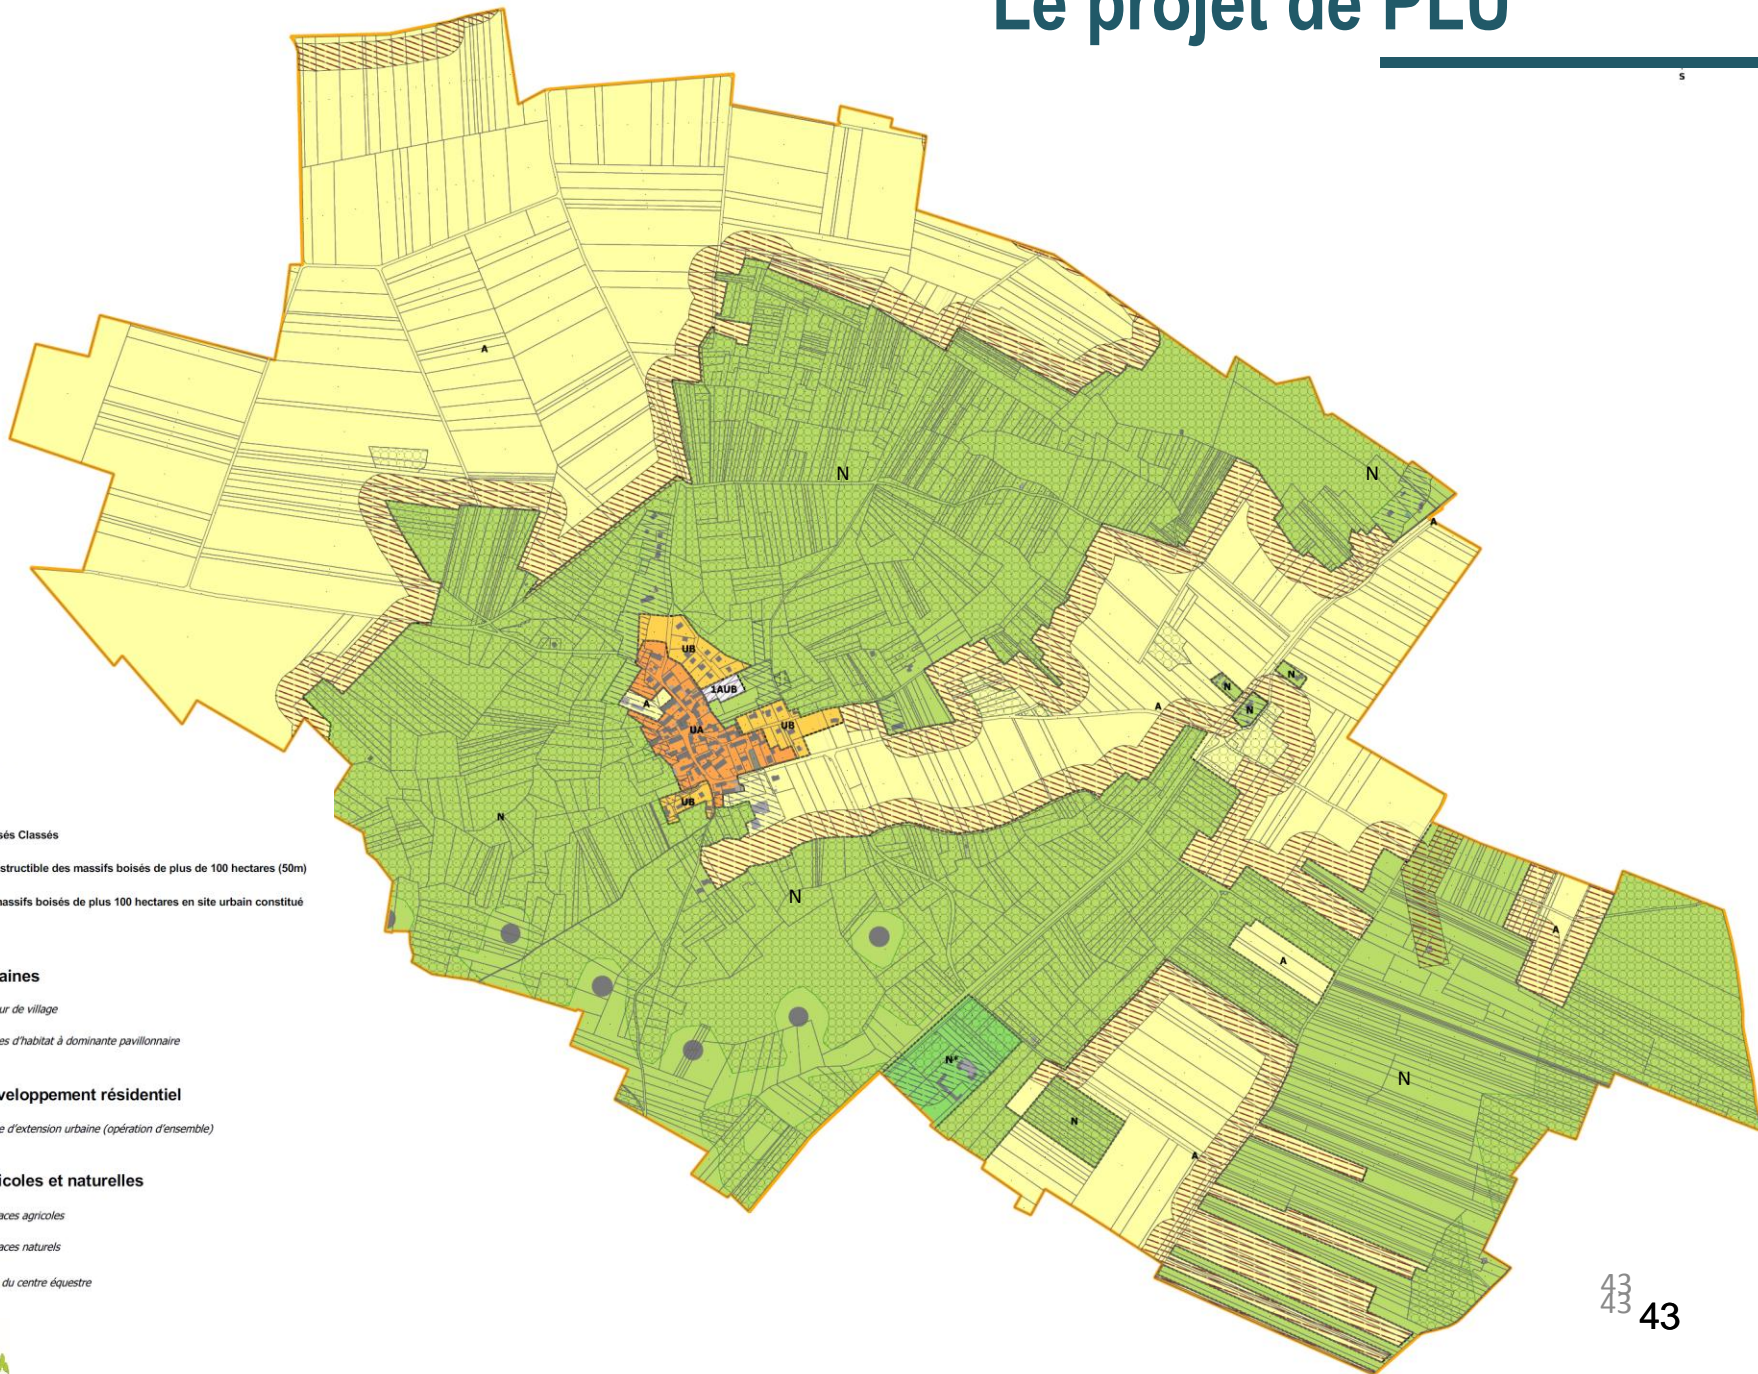 Le projet de PLU
s
A
N
N
A
UB
1AUB
A
UA
UB
UB
A
N
N
N
N
sés Classés
structible des massifs boisés de plus de 100 hectares (50m)
massifs boisés de plus 100 hectares en site urbain constitué
N
A
A
aines
ur de village
es d'habitat à dominante pavillonnaire
N*
N
N
A
veloppement résidentiel
e d'extension urbaine (opération d'ensemble)
icoles et naturelles
aces agricoles
aces naturels
du centre équestre
43
43
43